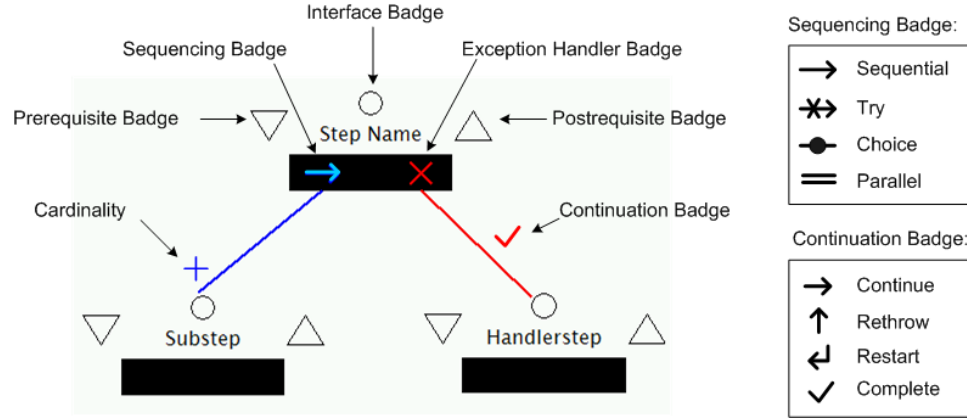 Interface Badge
Sequencing Badge
Exception Handler Badge
Prerequisite Badge
Step Name
Postrequisite Badge
Cardinality
Continuation Badge
Substep
Handlerstep
Sequencing Badge:
Sequential
Try
Choice
Parallel
Continuation Badge:
Continue
Rethrow
Restart
Complete